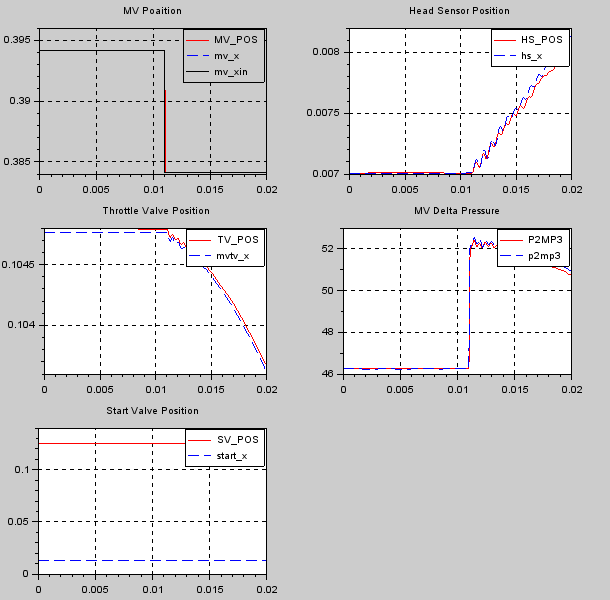 MV Poaition
0.395
0.39
0.385
MV_POS
mv_x
mv_xin
0 0.005 0.01 0.015 0.02
Head Sensor Position
0.008
0.0075
0.007
HS_POS
hs_x
0 0.005 0.01 0.015 0.02
Throttle Valve Position
0.1045
0.104
TV_POS
mvtv_x
0 0.005 0.01 0.015 0.02
MV Delta Pressure
52
50
48
46
P2MP3
p2mp3
0 0.005 0.01 0.015 0.02
Start Valve Position
0.1
0.05
0
SV_POS
start_x
0 0.005 0.01 0.015 0.02